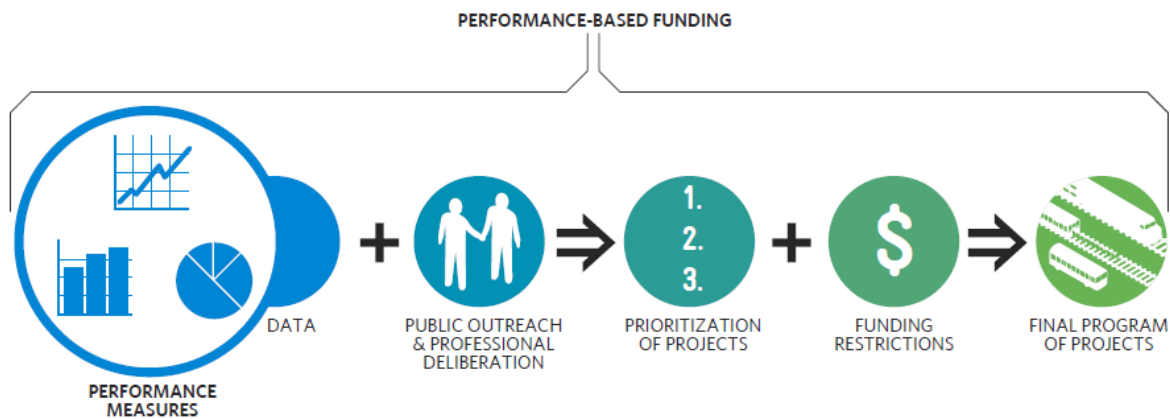 PERFORMANCE-BASED FUNDING
1.
2.
3.
$
DATA
PUBLIC OUTREACH
& PROFESSIONAL
DELIBERATION
PRIORITIZATION
OF PROJECTS
FUNDING
RESTRICTIONS
FINAL PROGRAM
OF PROJECTS
PERFORMANCE
MEASURES